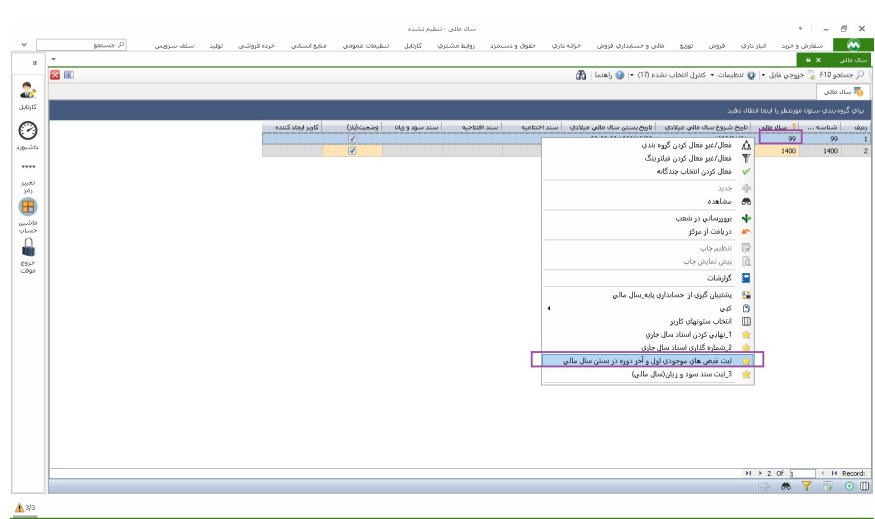 سال مالی - تنظیم نشده
سفارش و خرید انبار داری فروش توزیع مالی و حسابداری فروش خزانه داری حقوق و دستمزد روابط مشتری کارتابل تنظیمات عمومی منابع انسانی خرده فروشی تولید سلف سرویس جستجو
سال مالی
جستجو F10 خروجی فایل تنظیمات کنترل انتخاب نشده (17) راهنما
سال مالی
برای گروه بندی ستون موردنظر را اینجا انتقال دهید
ردیف شناسه ... سال مالی تاریخ شروع سال مالی میلادی تاریخ بستن سال مالی میلادی سند اختتامیه سند افتتاحیه سند سود و زیان وضعیت(باز) کاربر ایجاد کننده
1 99 99
2 1400 1400
فعال/غیر فعال کردن گروه بندی
فعال/غیر فعال کردن فیلترینگ
فعال کردن انتخاب چندگانه
جدید
مشاهده
بروزرسانی در شعب
دریافت از مرکز
تنظیم چاپ
پیش نمایش چاپ
گزارشات
پشتیبان گیری از حسابداری پایه_سال مالی
کپی
انتخاب ستونهای کاربر
1_نهایی کردن اسناد سال جاری
2_شماره گذاری اسناد سال جاری
ثبت قبض های موجودی اول و آخر دوره در بستن سال مالی
3_ثبت سند سود و زیان(سال مالی)
کارتابل
داشبورد
تغییر رمز
ماشین حساب
خروج موقت
Record: 1 Of 2
3/3